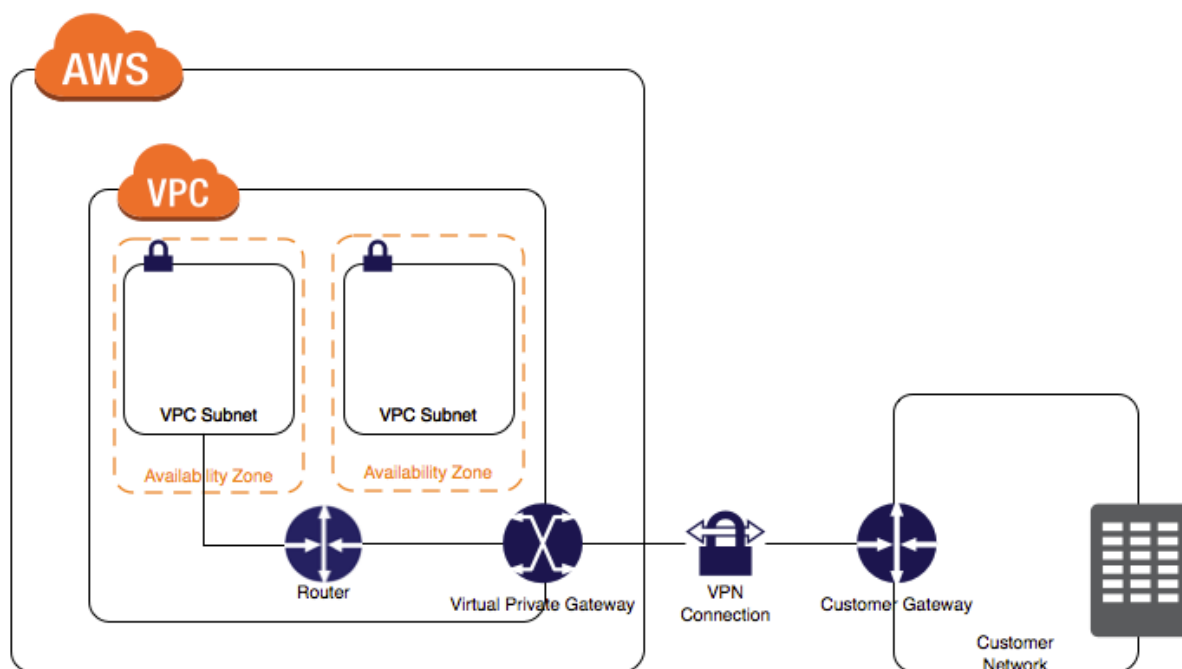 AWS
VPC
VPC Subnet
VPC Subnet
Availability Zone
Availability Zone
Router
Virtual Private Gateway
VPN
Connection
Customer Gateway
Customer
Network